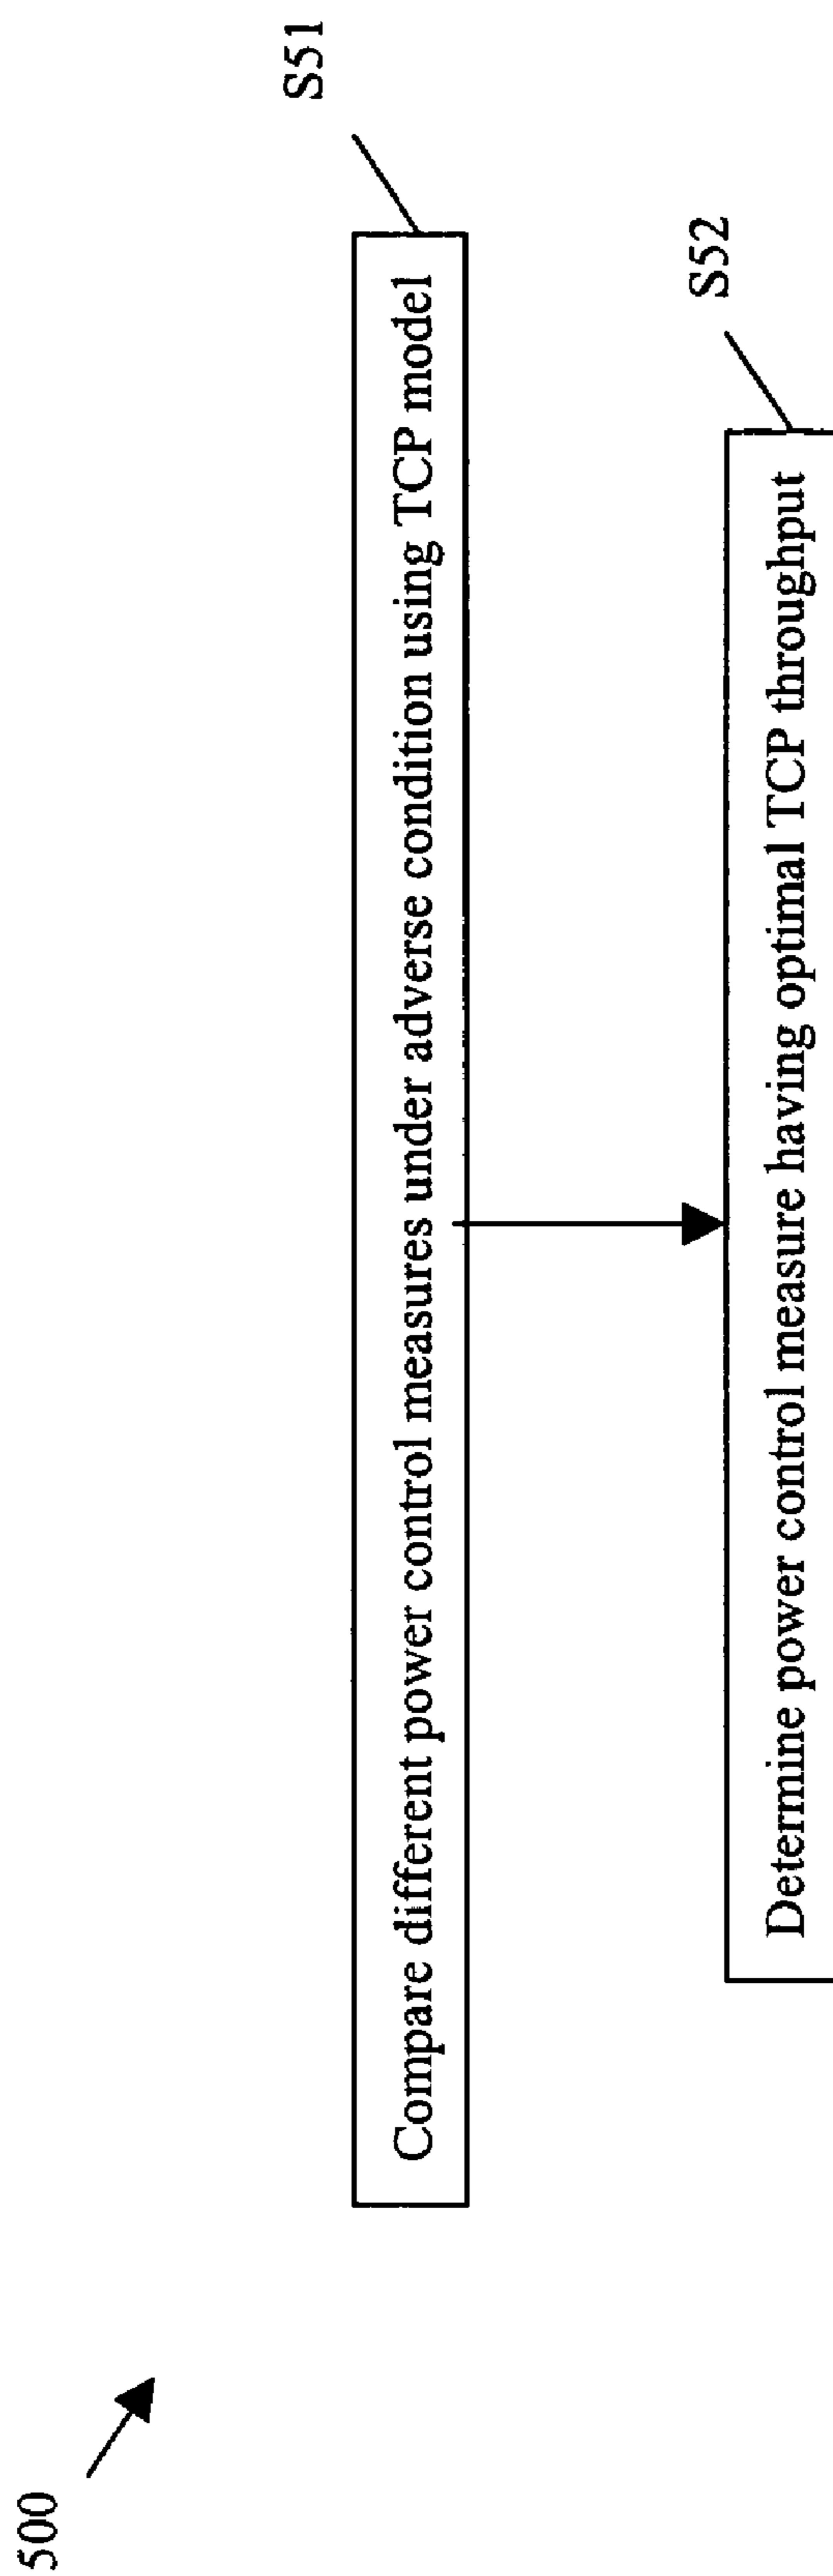 500
S51
Compare different power control measures under adverse condition using TCP model
S52
Determine power control measure having optimal TCP throughput